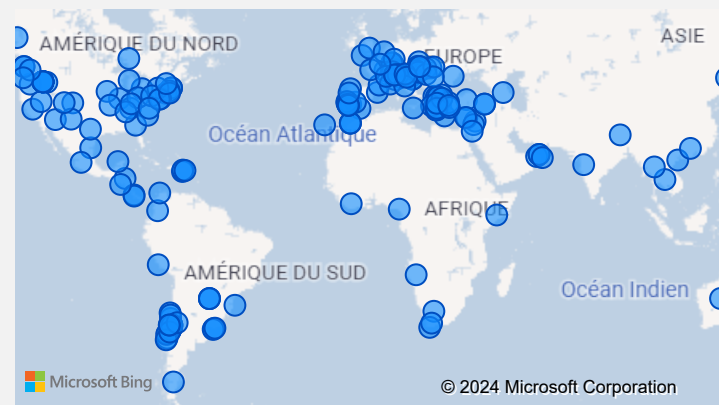 ASIE
AMÉRIQUE DU NORD
EUROPE
Océan Atlantique
AFRIQUE
AMÉRIQUE DU SUD
Océan Indien
Microsoft Bing
© 2024 Microsoft Corporation